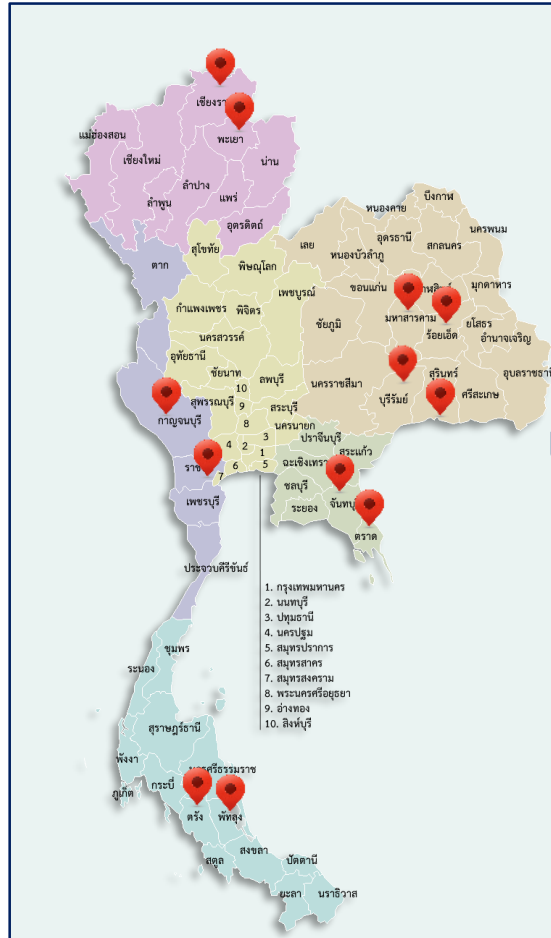 เชียงรา
แม่ฮ่องสอน
พะเยา
เชียงใหม่
น่าน
ลำปาง
แพร่
ลำพูน
อุตรดิตถ์
บึงกาฬ
หนองคาย
สุโขทัย
เลย
อุดรธานี
นครพนม
หนองบัวลำภู
สกลนคร
ตาก
พิษณุโลก
ขอนแก่น
มุกดาหาร
เพชรบูรณ์
กำแพงเพชร
พิจิตร
มหาสารคาม
ยโสธร
ชัยภูมิ
ร้อยเอ็ด
อำนาจเจริญ
นครสวรรค์
อุทัยธานี
ชัยนาท
ลพบุรี
สุรินทร์
อุบลราชธานี
10
นครราชสีมา
บุรีรัมย์
ศรีสะเกษ
สุพรรณบุรี
9
สระบุรี
กาญจนบุรี
8
นครนายก
4
2
3
ปราจีนบุรี
1
สระแก้ว
ราช
7
6
5
ฉะเชิงเทรา
ชลบุรี
เพชรบุรี
ระยอง
จันทบุ
ตราด
ประจวบคีรีขันธ์
1. กรุงเทพมหานคร
2. นนทบุรี
3. ปทุมธานี
4. นครปฐม
5. สมุทรปราการ
6. สมุทรสาคร
7. สมุทรสงคราม
8. พระนครศรีอยุธยา
9. อ่างทอง
10. สิงห์บุรี
ชุมพร
ระนอง
สุราษฎร์ธานี
พังงา
ศรีธรรมราช
กระบี่
ภูเก็ต
ตรัง
พัทลุง
สตูล
สงขลา
ปัตตานี
ยะลา
นราธิวาส